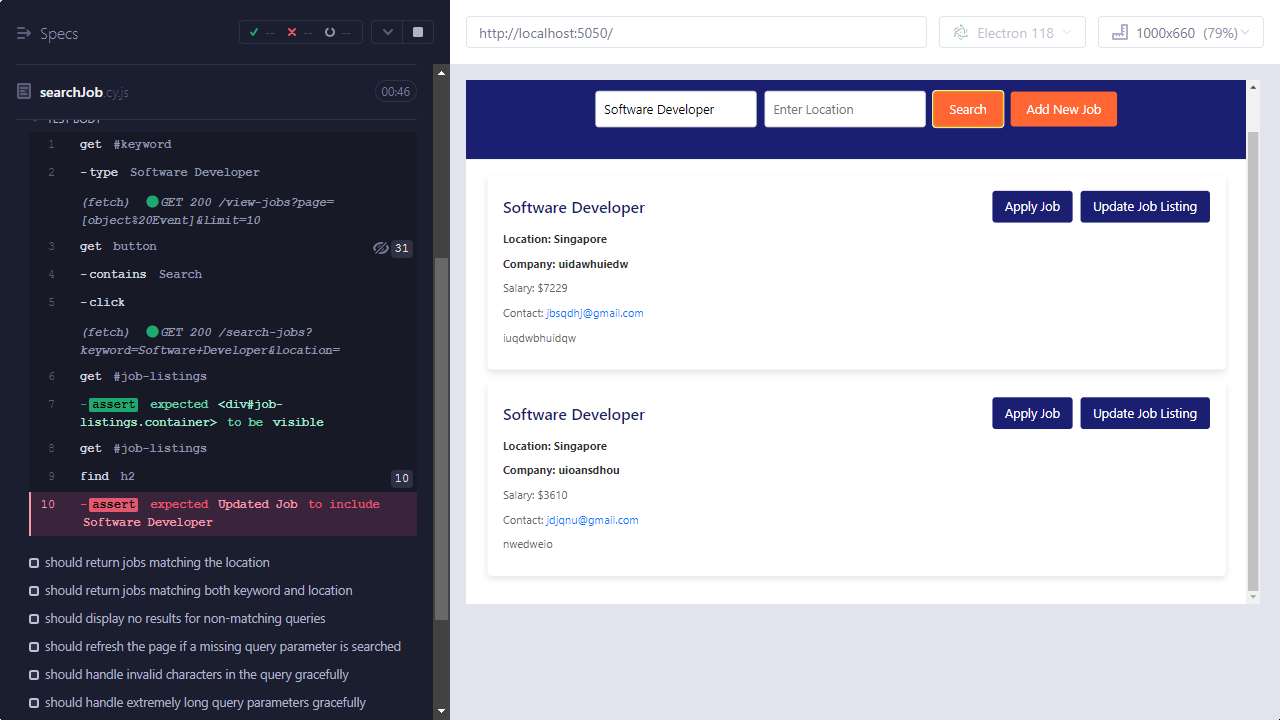 Specs
-- -- --
searchJob.cy.js
00:46
TEST BODY
1 get #keyword
2 -type Software Developer
(fetch) GET 200 /view-jobs?page=
[object%20Event]&limit=10
3 get button 31
4 -contains Search
5 -click
(fetch) GET 200 /search-jobs?
keyword=Software+Developer&location=
6 get #job-listings
7 -assert expected <div#job-
listings.container> to be visible
8 get #job-listings
9 find h2 10
10 -assert expected Updated Job to include
Software Developer
should return jobs matching the location
should return jobs matching both keyword and location
should display no results for non-matching queries
should refresh the page if a missing query parameter is searched
should handle invalid characters in the query gracefully
should handle extremely long query parameters gracefully
http://localhost:5050/
Electron 118
1000x660 (79%)
Software Developer
Enter Location
Search
Add New Job
Software Developer
Apply Job
Update Job Listing
Location: Singapore
Company: uidawhuiedw
Salary: $7229
Contact: jbsqdhj@gmail.com
iuqdwbhuidqw
Software Developer
Apply Job
Update Job Listing
Location: Singapore
Company: uioansdhou
Salary: $3610
Contact: jdjqnu@gmail.com
nwedweio